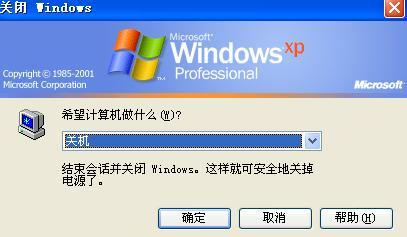 关闭 Windows
Microsoft®
Windows xp
Professional
Copyright © 1985-2001
Microsoft Corporation
Microsoft
希望计算机做什么(W)?
关机
结束会话并关闭 Windows。这样就可安全地关掉
电源了。
确定
取消
帮助(H)